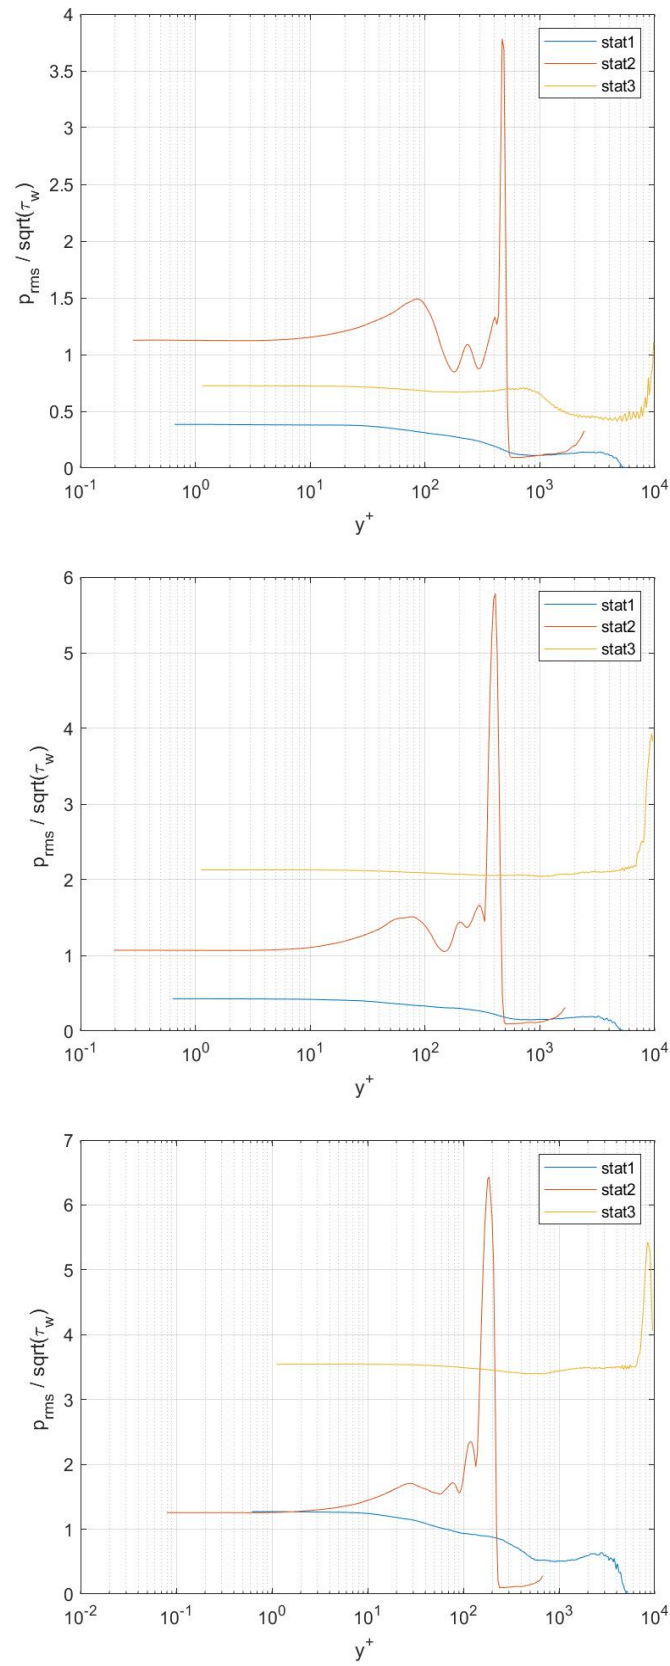 4
3.5
3
2.5
2
1.5
1
0.5
0
p_rms / sqrt(τ_w)
stat1
stat2
stat3
10^-1 10^0 10^1 10^2 10^3 10^4
y^+
6
5
4
3
2
1
0
p_rms / sqrt(τ_w)
stat1
stat2
stat3
10^-1 10^0 10^1 10^2 10^3 10^4
y^+
7
6
5
4
3
2
1
0
p_rms / sqrt(τ_w)
stat1
stat2
stat3
10^-2 10^-1 10^0 10^1 10^2 10^3 10^4
y^+